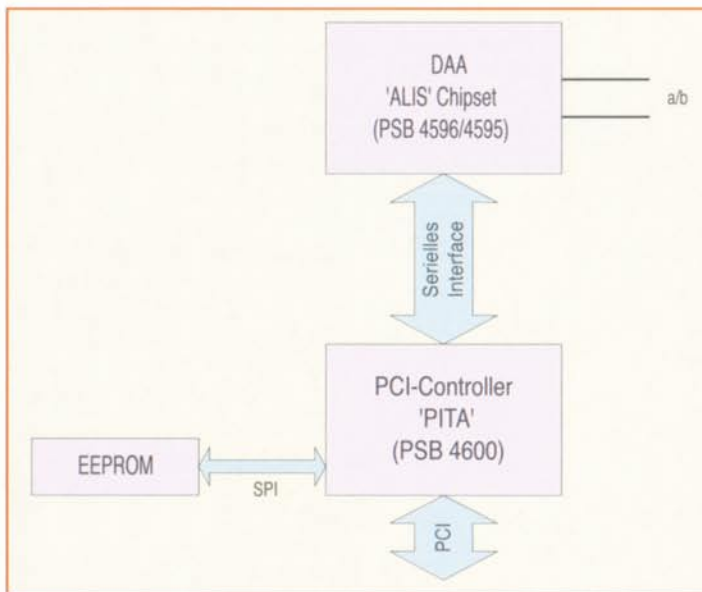 DAA
'ALIS' Chipset
(PSB 4596/4595)
a/b
Serielles
Interface
PCI-Controller
'PITA'
(PSB 4600)
EEPROM
SPI
PCI